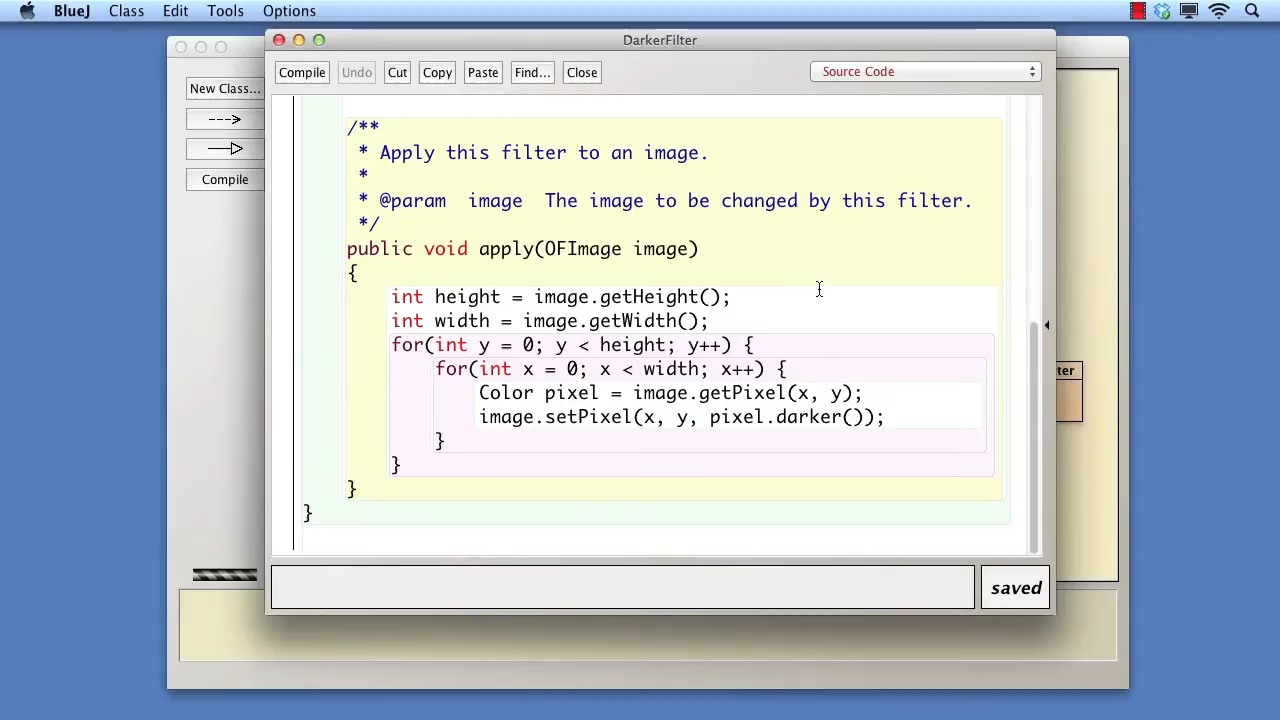 BlueJ Class Edit Tools Options
DarkerFilter
Compile Undo Cut Copy Paste Find... Close Source Code
New Class...
Compile
ter
/**
* Apply this filter to an image.
*
* @param image The image to be changed by this filter.
*/
public void apply(OFImage image)
{
int height = image.getHeight();
int width = image.getWidth();
for(int y = 0; y < height; y++) {
for(int x = 0; x < width; x++) {
Color pixel = image.getPixel(x, y);
image.setPixel(x, y, pixel.darker());
}
}
}
}
saved